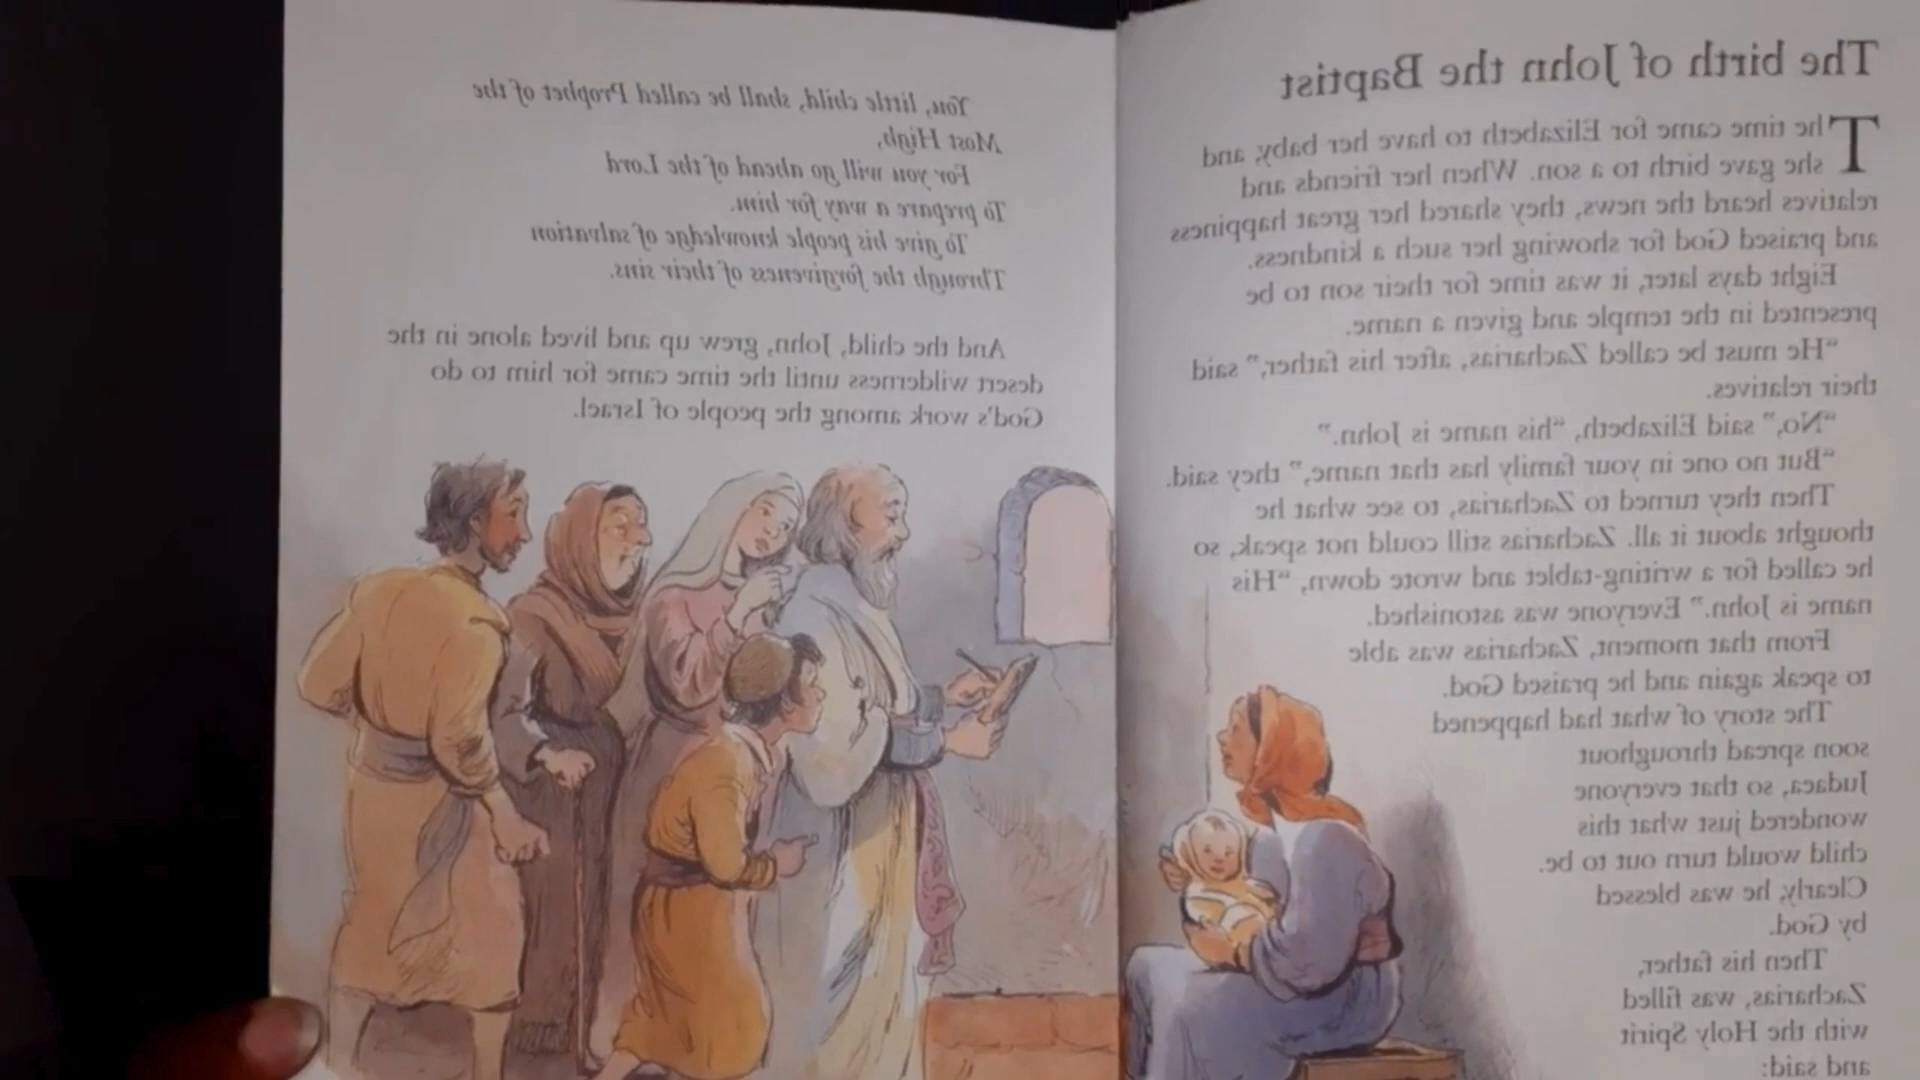 The birth of John the Baptist
The time came for Elizabeth to have her baby, and
she gave birth to a son. When her friends and
relatives heard the news, they shared her great happiness
and praised God for showing her such a kindness.
Eight days later, it was time for their son to be
presented in the temple and given a name.
“He must be called Zacharias, after his father,” said
their relatives.
“No,” said Elizabeth, “his name is John.”
“But no one in your family has that name,” they said.
Then they turned to Zacharias, to see what he
thought about it all. Zacharias still could not speak, so
he called for a writing-tablet and wrote down, “His
name is John.” Everyone was astonished.
From that moment, Zacharias was able
to speak again and he praised God.
The story of what had happened
soon spread throughout
Judaea, so that everyone
wondered just what this
child would turn out to be.
Clearly, he was blessed
by God.
Then his father,
Zacharias, was filled
with the Holy Spirit
and said:
You, little child, shall be called Prophet of the
Most High,
For you will go ahead of the Lord
To prepare a way for him.
To give his people knowledge of salvation
Through the forgiveness of their sins.
And the child, John, grew up and lived alone in the
desert wilderness until the time came for him to do
God's work among the people of Israel.